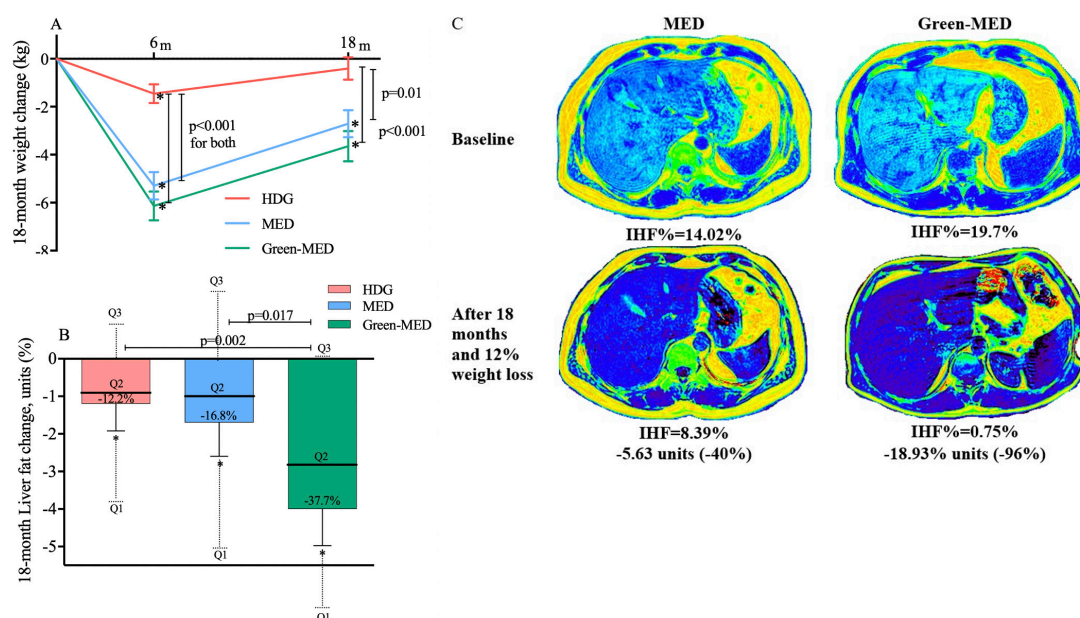 A
6 m
18 m
0
-2
-4
-6
-8
18-month weight change (kg)
p<0.001
for both
p=0.01
p<0.001
HDG
MED
Green-MED
B
HDG
MED
Green-MED
Q3
Q3
Q3
p=0.017
p=0.002
0
-1
-2
-3
-4
-5
18-month Liver fat change, units (%)
Q2
-12.2%
*
Q1
Q2
-16.8%
*
Q1
Q2
-37.7%
*
Q1
C
MED
Green-MED
Baseline
IHF%=14.02%
IHF%=19.7%
After 18
months
and 12%
weight loss
IHF=8.39%
-5.63 units (-40%)
IHF%=0.75%
-18.93% units (-96%)